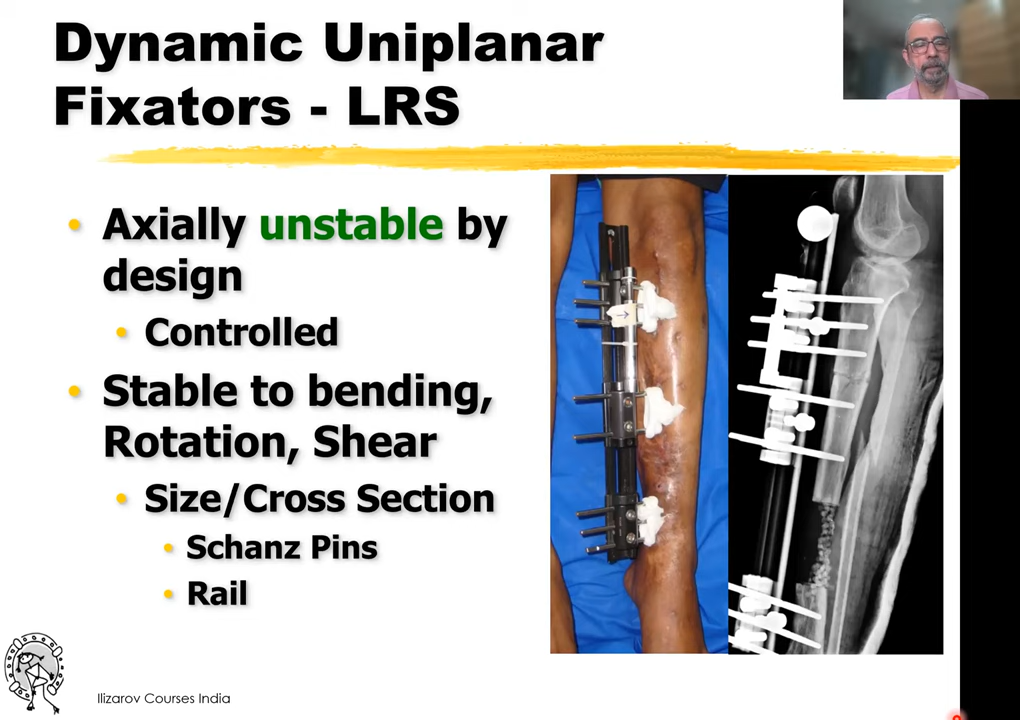 Dynamic Uniplanar
Fixators - LRS
Axially unstable by
design
Controlled
Stable to bending,
Rotation, Shear
Size/Cross Section
Schanz Pins
Rail
Ilizarov Courses India